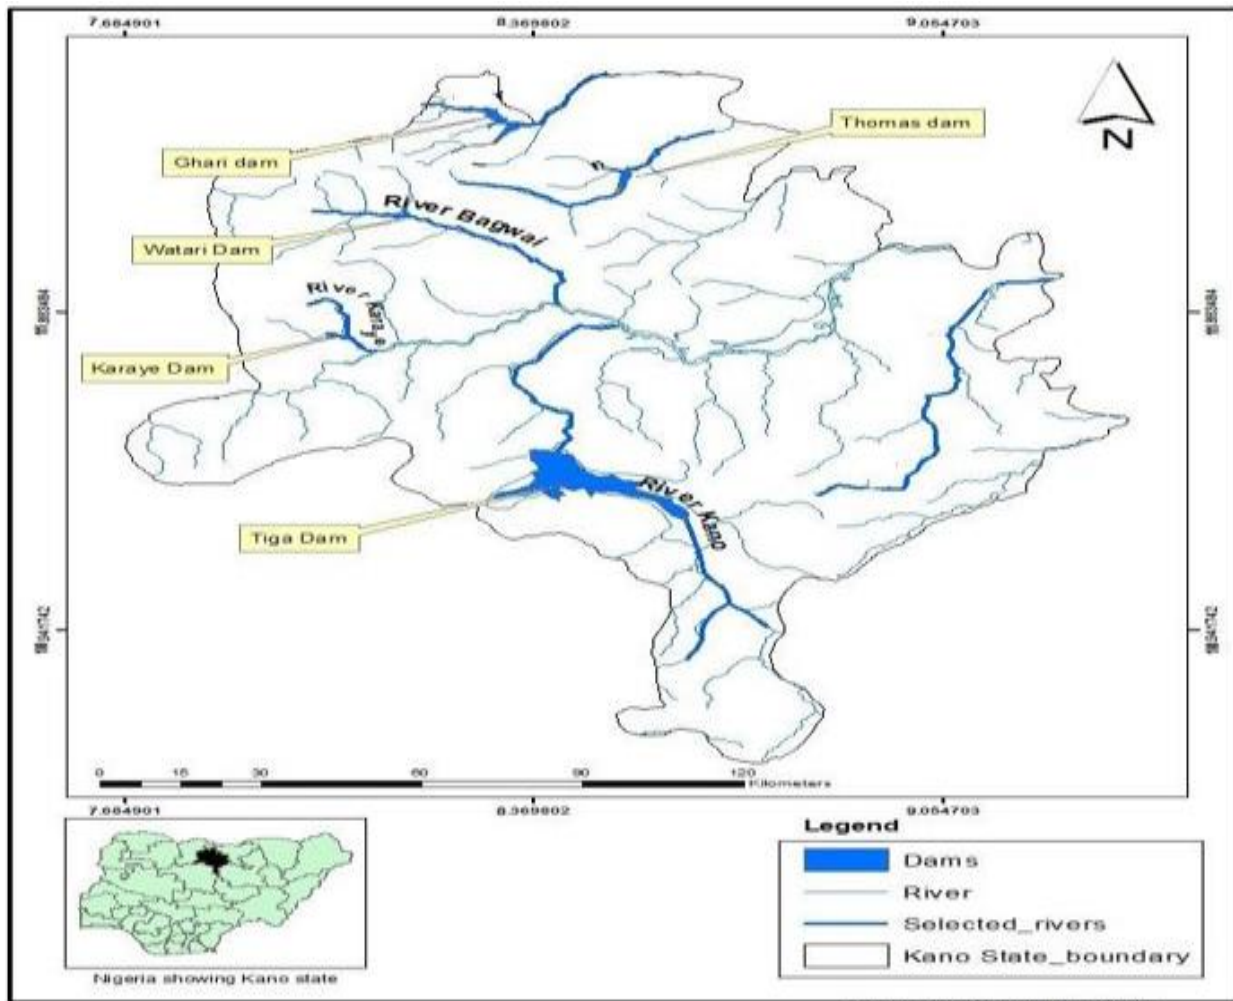 7.684901 8.369802 9.054703
Thomas dam
Ghari dam
N
River Bagwai
Watari Dam
River Karaye
Karaye Dam
River Kano
Tiga Dam
0 15 30 60 90 120
Kilometers
7.684901 8.369802 9.054703
Legend
Dams
River
Selected_rivers
Kano State_boundary
Nigeria showing Kano state